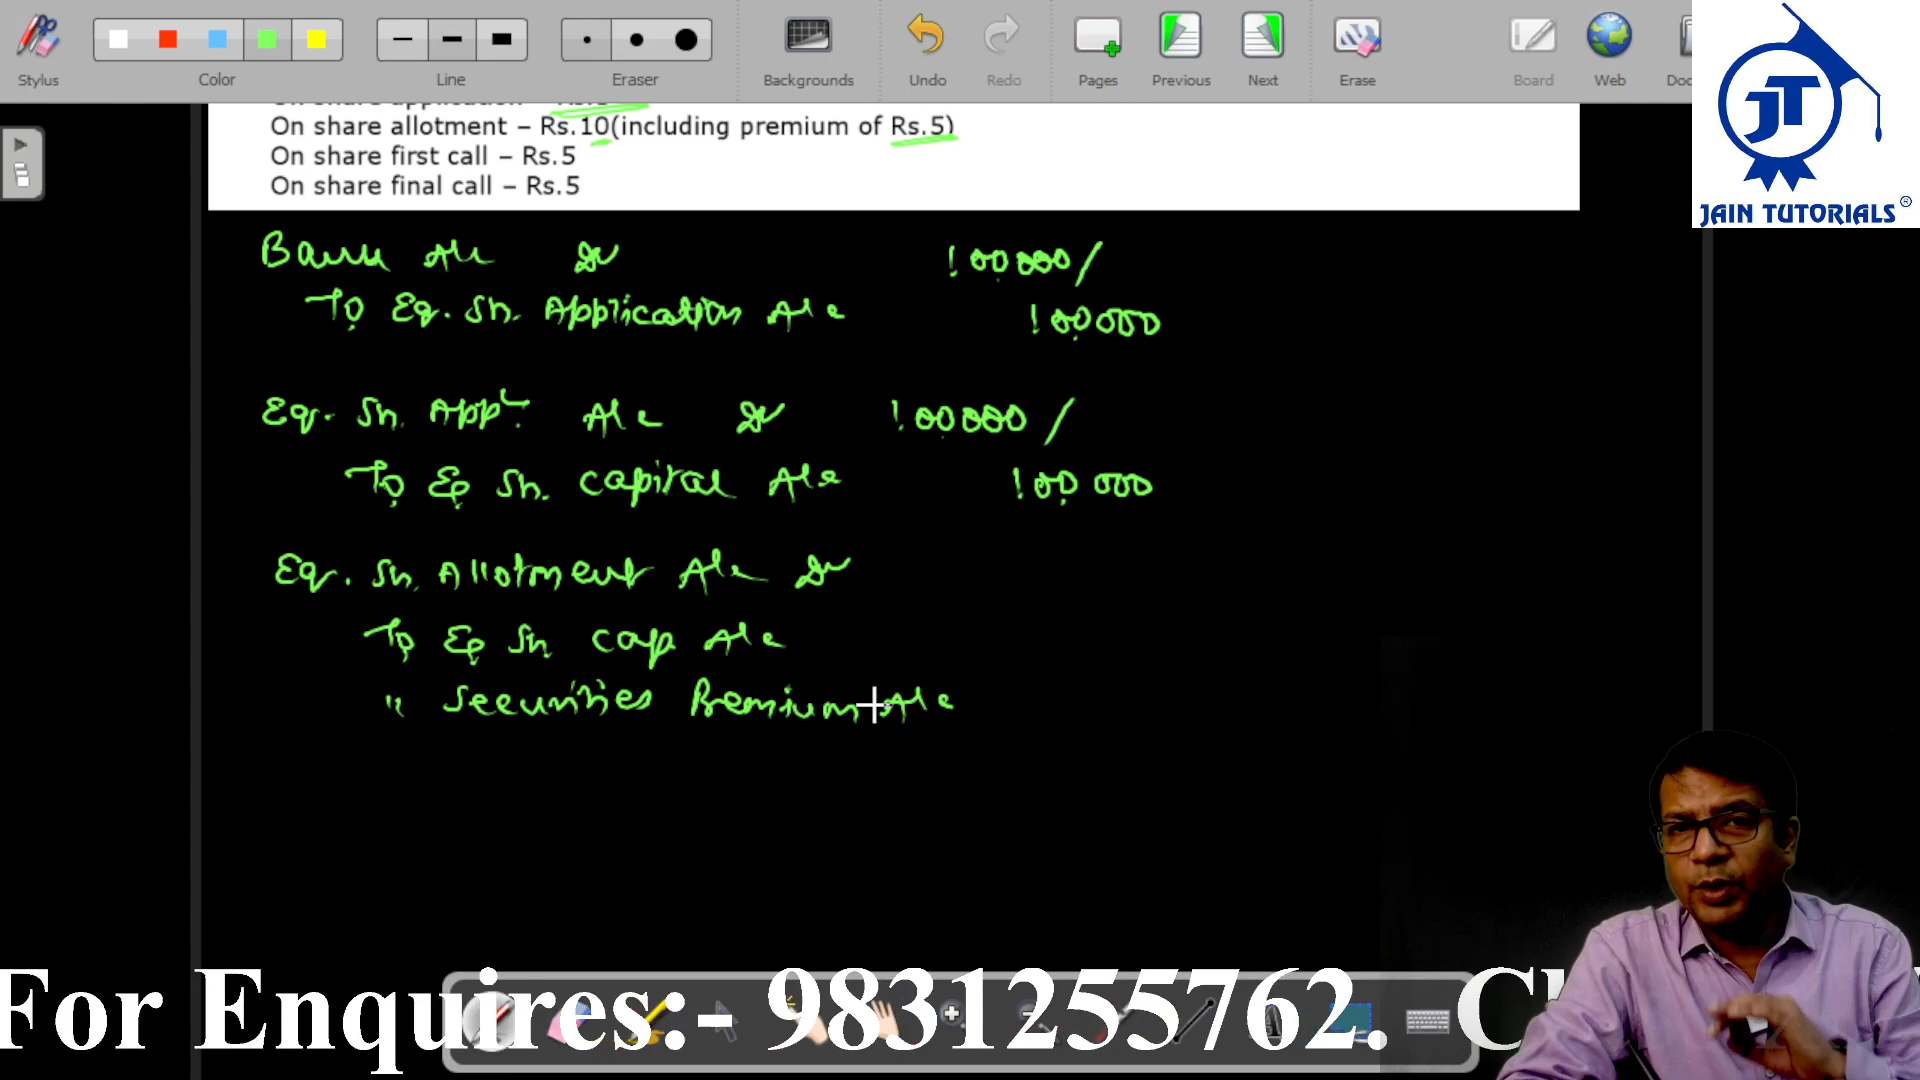 Stylus
Color
Line
Eraser
Backgrounds
Undo
Redo
Pages
Previous
Next
Erase
Board
Web
JT
JAIN TUTORIALS®
On share application –
On share allotment – Rs.10(including premium of Rs.5)
On share first call – Rs.5
On share final call – Rs.5
Bank A/c Dr 100000/
To Eq. Sh. Application A/c 100000
Eq. Sh. Appn. A/c Dr 100000/
To Eq Sh. Capital A/c 100000
Eq. Sh. Allotment A/c Dr
To Eq Sh Cap A/c
" Securities Premium A/c
For Enquires:- 9831255762.